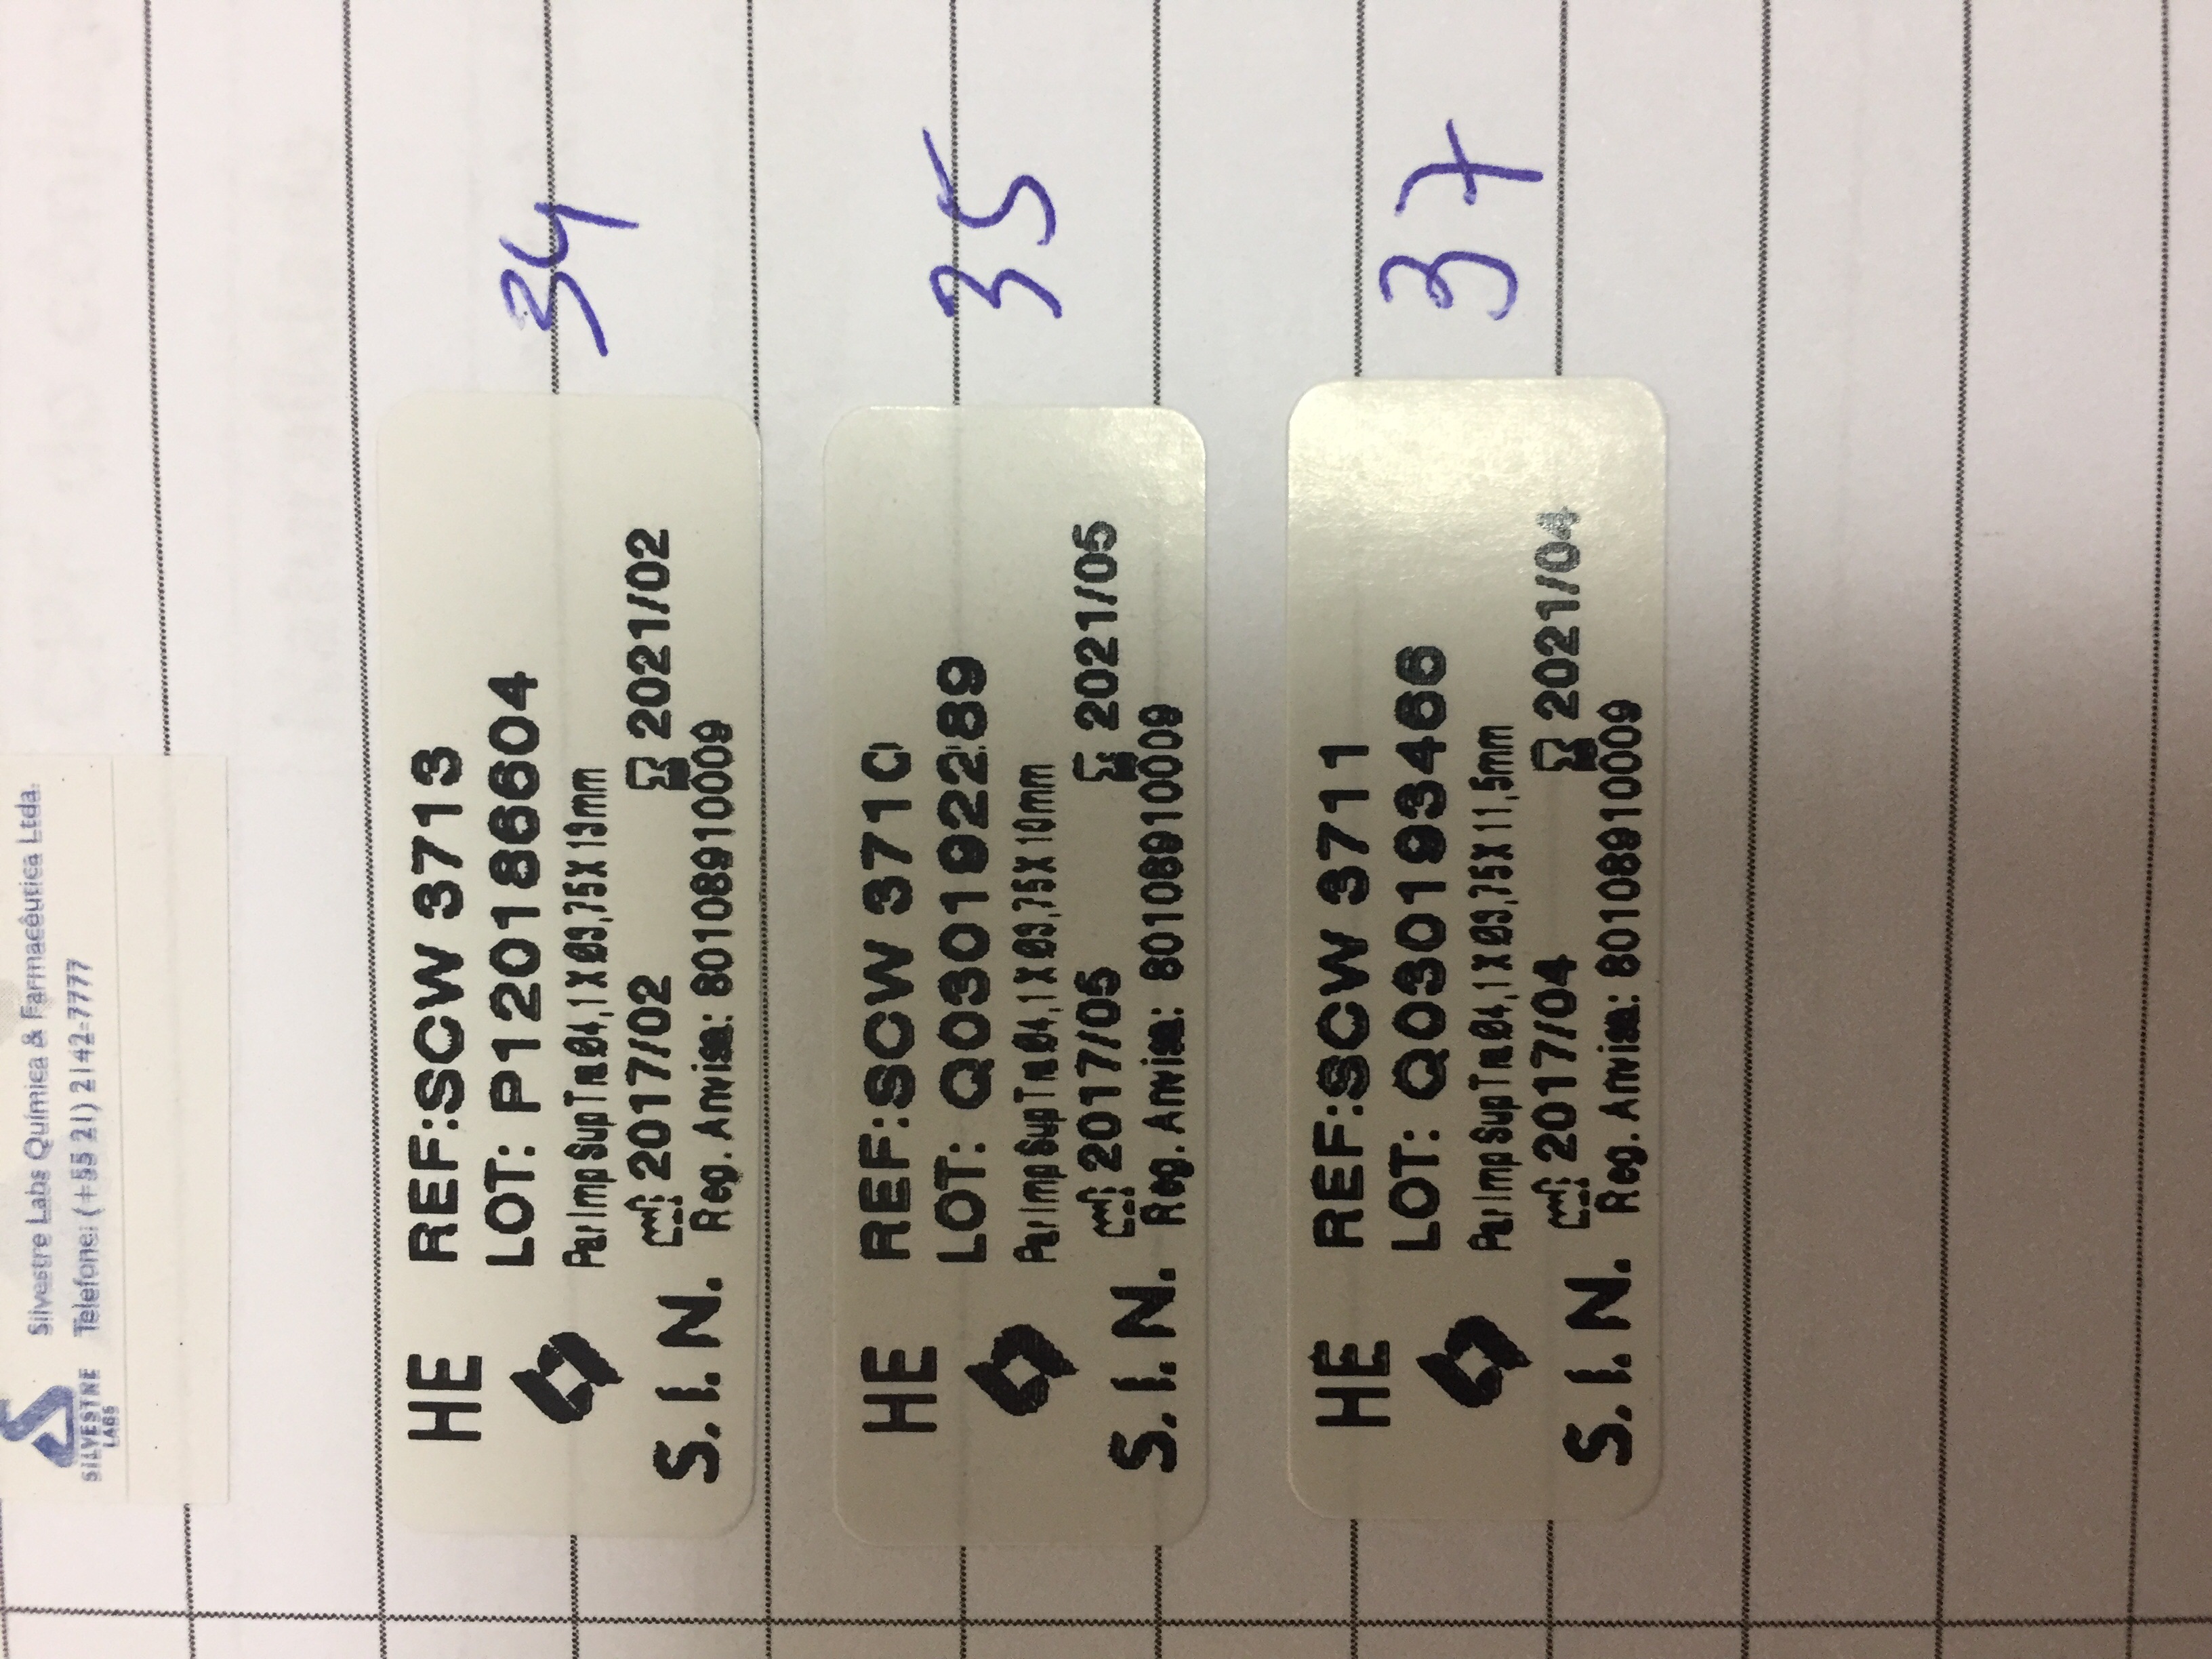 Silvestre Labs Química & Farmacêutica Ltda.
SILVESTRE LABS
Telefone: (+55 21) 2142-7777
HE
REF:SCW 3713
LOT: P120186604
Par Imp Sup Tra Ø4,1 X Ø3,75 X 13mm
2017/02 2021/02
S.I.N.
Reg. Anvisa: 80108910009
34
HE
REF:SCW 3710
LOT: Q030192289
Par Imp Sup Tra Ø4,1 X Ø3,75 X 10mm
2017/05 2021/05
S.I.N.
Reg. Anvisa: 80108910009
35
HE
REF:SCW 3711
LOT: Q030193466
Par Imp Sup Tra Ø4,1 X Ø3,75 X 11,5mm
2017/04 2021/04
S.I.N.
Reg. Anvisa: 80108910009
37